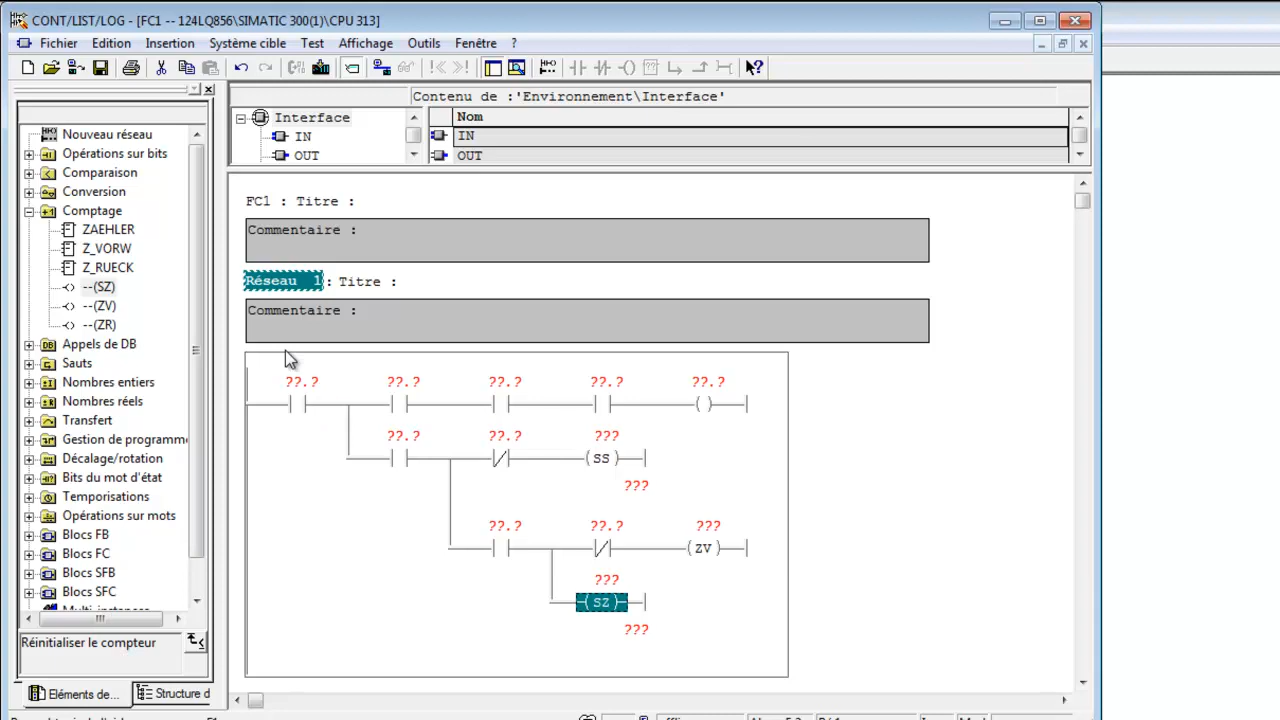 CONT/LIST/LOG - [FC1 -- 124LQ856\SIMATIC 300(1)\CPU 313]
Fichier Edition Insertion Système cible Test Affichage Outils Fenêtre ?
Contenu de :'Environnement\Interface'
Interface
IN
OUT
Nom
IN
OUT
Nouveau réseau
Opérations sur bits
Comparaison
Conversion
Comptage
ZAEHLER
Z_VORW
Z_RUECK
--(SZ)
--(ZV)
--(ZR)
Appels de DB
Sauts
Nombres entiers
Nombres réels
Transfert
Gestion de programme
Décalage/rotation
Bits du mot d'état
Temporisations
Opérations sur mots
Blocs FB
Blocs FC
Blocs SFB
Blocs SFC
Réinitialiser le compteur
Eléments de...
Structure d
FC1 : Titre :
Commentaire :
Réseau 1 : Titre :
Commentaire :
??.? ??.? ??.? ??.? ??.?
( )
??.? ??.? ???
(SS)
???
??.? ??.? ???
(ZV)
???
(SZ)
???